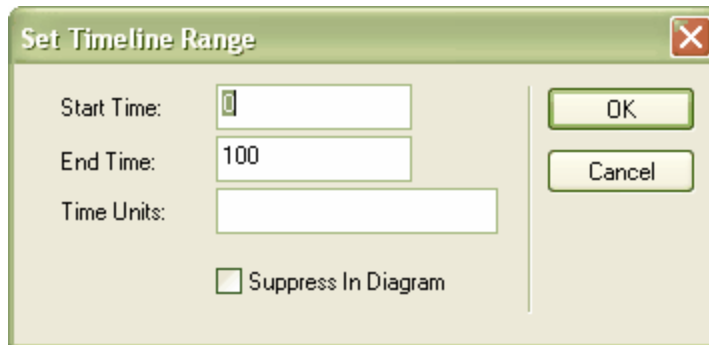 Set Timeline Range
Start Time: 0
OK
End Time: 100
Cancel
Time Units:
Suppress In Diagram